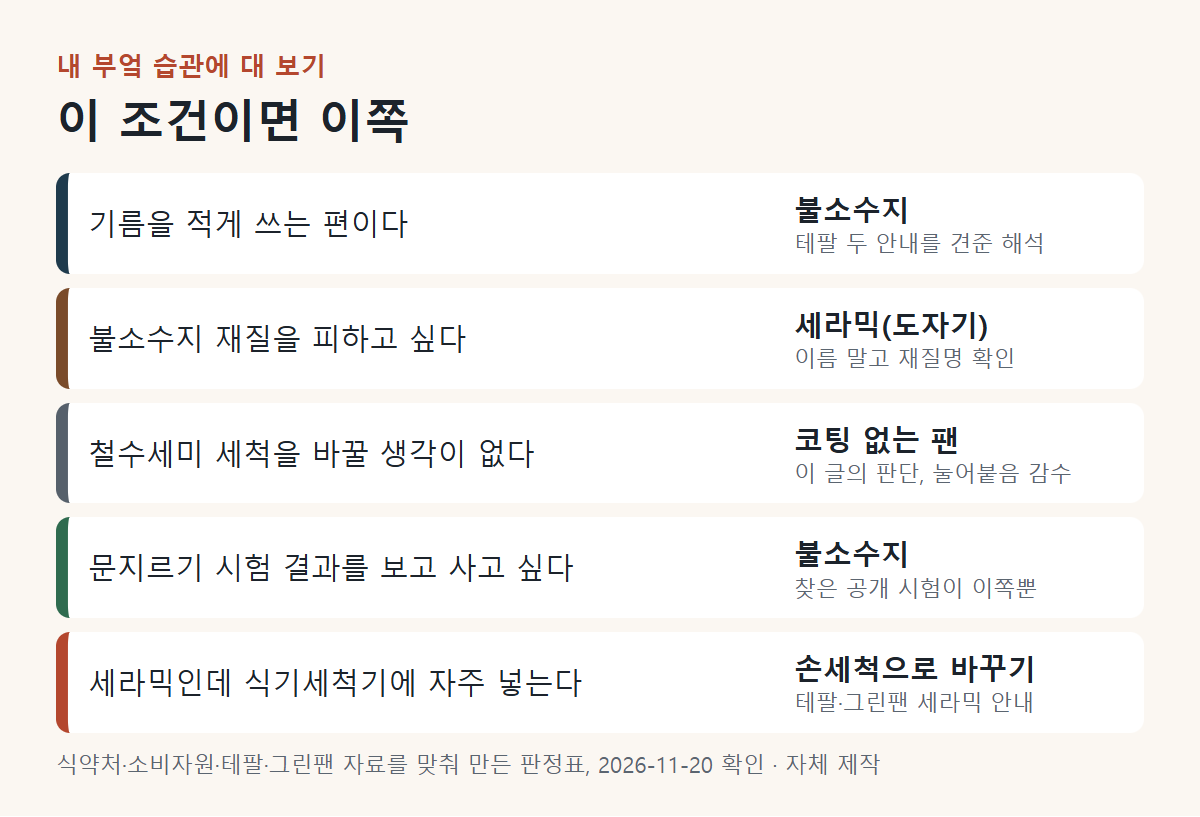 내 부엌 습관에 대 보기
이 조건이면 이쪽
기름을 적게 쓰는 편이다
불소수지
테팔 두 안내를 견준 해석
불소수지 재질을 피하고 싶다
세라믹(도자기)
이름 말고 재질명 확인
철수세미 세척을 바꿀 생각이 없다
코팅 없는 팬
이 글의 판단, 눌어붙음 감수
문지르기 시험 결과를 보고 사고 싶다
불소수지
찾은 공개 시험이 이쪽뿐
세라믹인데 식기세척기에 자주 넣는다
손세척으로 바꾸기
테팔·그린팬 세라믹 안내
식약처·소비자원·테팔·그린팬 자료를 맞춰 만든 판정표, 2026-11-20 확인 · 자체 제작